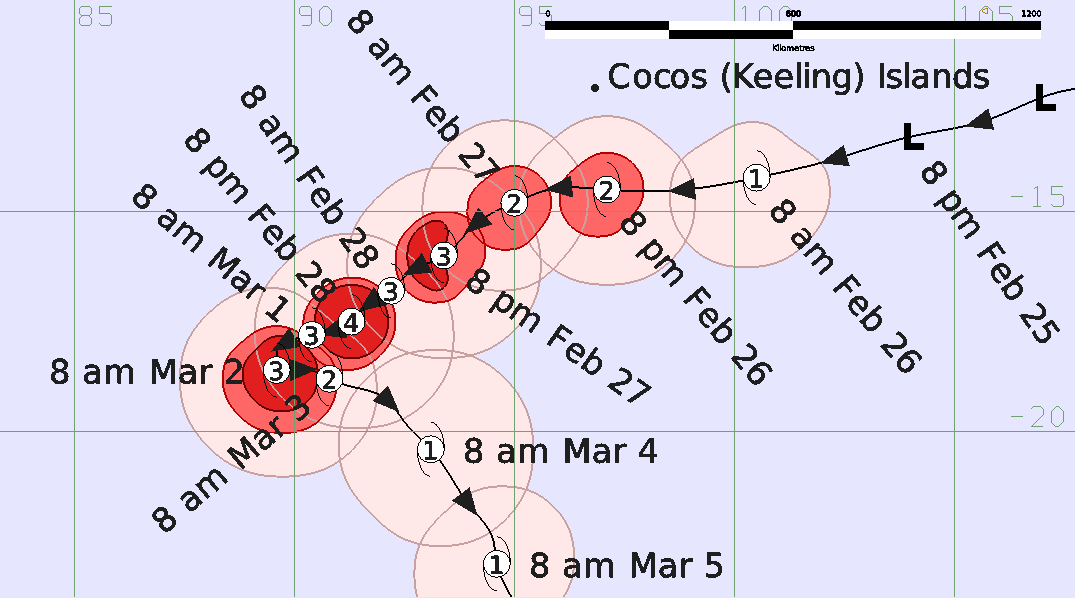 85
90
95
100
105
0
600
1200
Kilometres
Cocos (Keeling) Islands
L
L
8 pm Feb 25
1
8 am Feb 26
2
8 pm Feb 26
2
8 am Feb 27
3
8 pm Feb 27
3
8 am Feb 28
4
8 pm Feb 28
3
8 am Mar 1
3
8 am Mar 2
2
8 am Mar 3
1
8 am Mar 4
1
8 am Mar 5
-15
-20